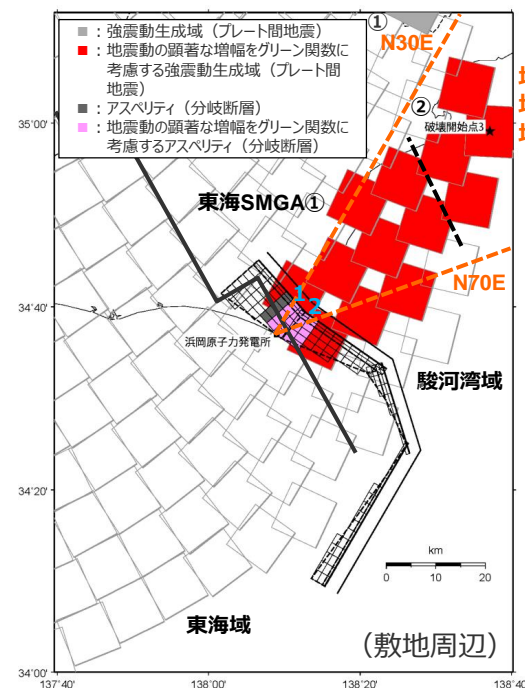 ：強震動生成域（プレート間地震）
：地震動の顕著な増幅をグリーン関数に
考慮する強震動生成域（プレート間
地震）
：アスペリティ（分岐断層）
：地震動の顕著な増幅をグリーン関数に
考慮するアスペリティ（分岐断層）
①
N30E
②
破壊開始点3
35°00'
東海SMGA①
N70E
34°40'
1
2
浜岡原子力発電所
駿河湾域
34°20'
km
0 10 20
東海域
（敷地周辺）
34°00'
137°40' 138°00' 138°20' 138°40'